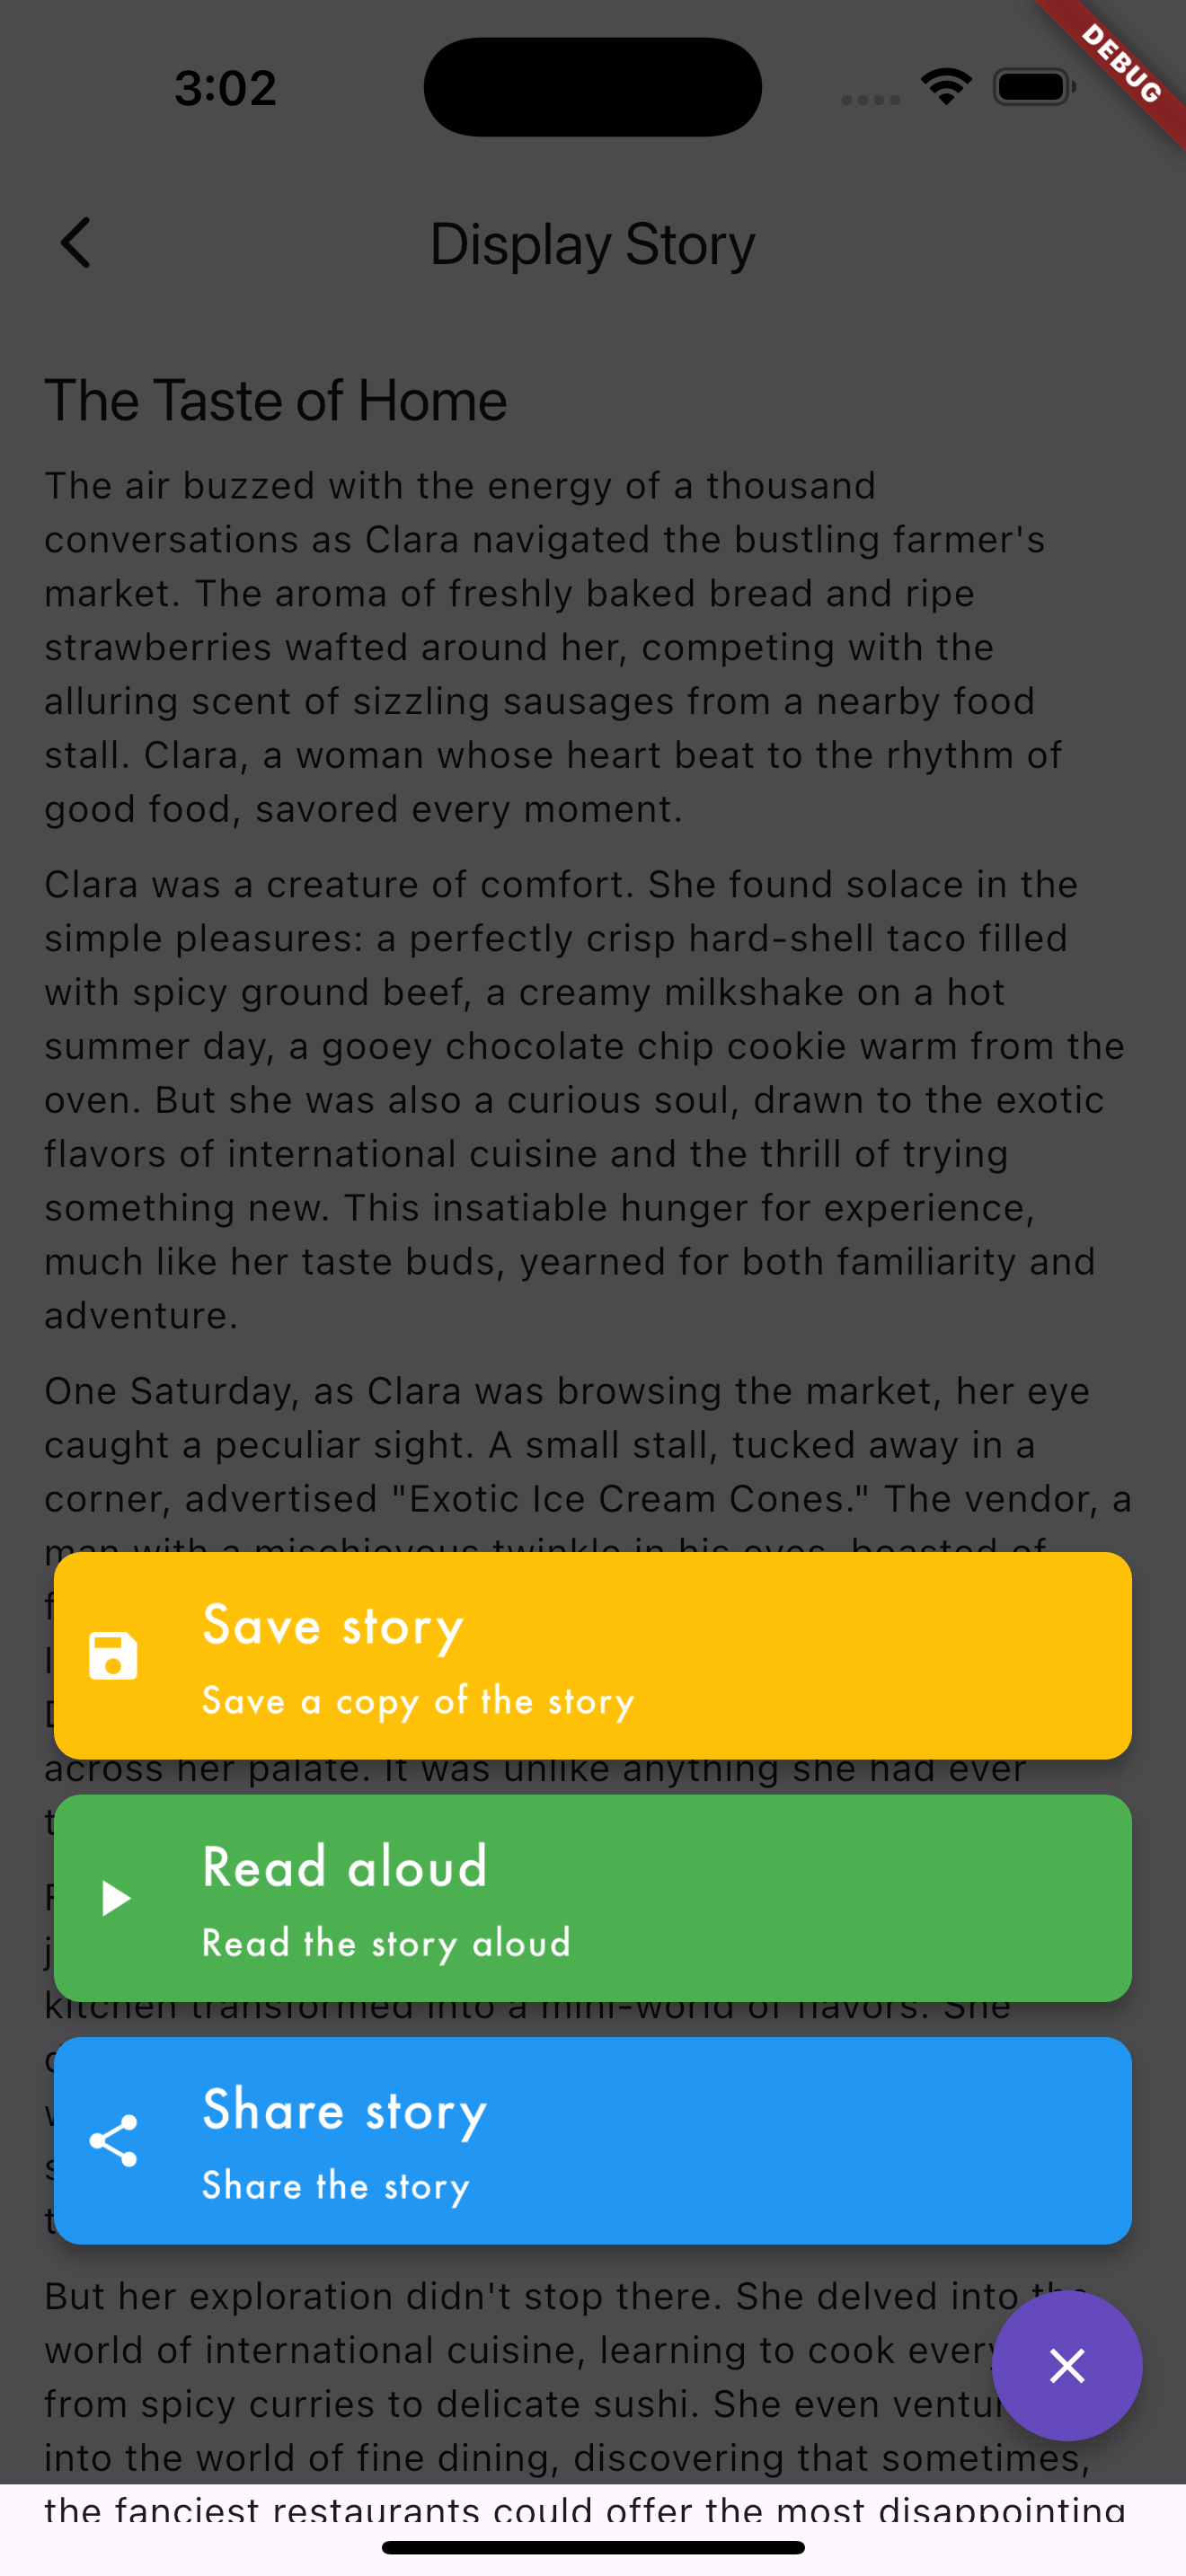 3:02
DEBUG
Display Story
The Taste of Home
The air buzzed with the energy of a thousand
conversations as Clara navigated the bustling farmer's
market. The aroma of freshly baked bread and ripe
strawberries wafted around her, competing with the
alluring scent of sizzling sausages from a nearby food
stall. Clara, a woman whose heart beat to the rhythm of
good food, savored every moment.
Clara was a creature of comfort. She found solace in the
simple pleasures: a perfectly crisp hard-shell taco filled
with spicy ground beef, a creamy milkshake on a hot
summer day, a gooey chocolate chip cookie warm from the
oven. But she was also a curious soul, drawn to the exotic
flavors of international cuisine and the thrill of trying
something new. This insatiable hunger for experience,
much like her taste buds, yearned for both familiarity and
adventure.
One Saturday, as Clara was browsing the market, her eye
caught a peculiar sight. A small stall, tucked away in a
corner, advertised "Exotic Ice Cream Cones." The vendor, a
man with a mischievous twinkle in his eyes, boasted of
Save story
Save a copy of the story
across her palate. It was unlike anything she had ever
Read aloud
Read the story aloud
kitchen transformed into a mini-world of flavors. She
Share story
Share the story
But her exploration didn't stop there. She delved into the
world of international cuisine, learning to cook
from spicy curries to delicate sushi. She even
into the world of fine dining, discovering that sometimes,
the fanciest restaurants could offer the most disappointing